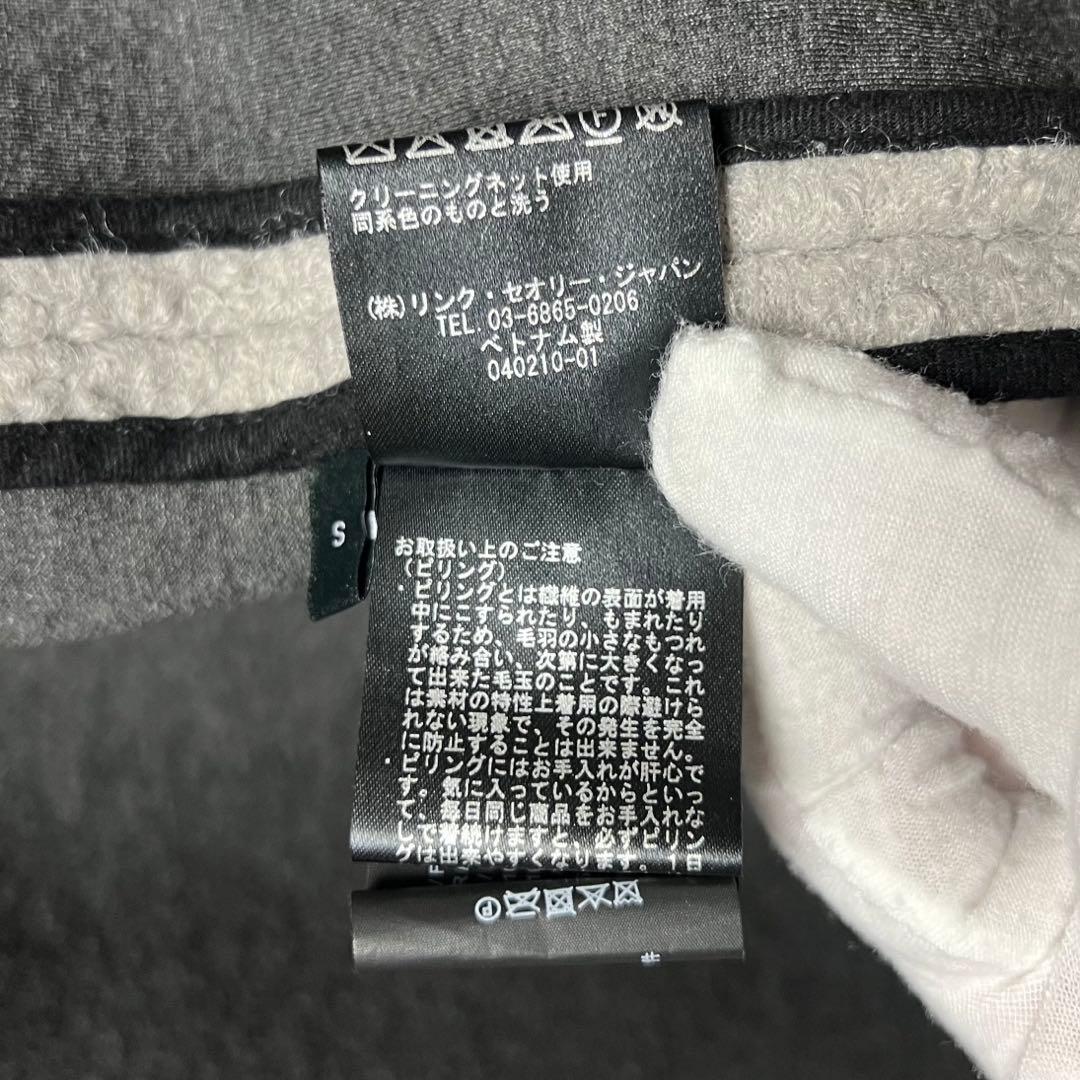 クリーニングネット使用
同系色のものと洗う
(株)リンク・セオリー・ジャパン
TEL. 03-6865-0206
ベトナム製
040210-01
S
お取扱い上のご注意
(ピリング)
・ピリングとは繊維の表面が着用
中にこすられたり、もまれたり
するため、毛羽の小さなもつれ
が絡み合い、次第に大きくなっ
て出来た毛玉のことです。これ
は素材の特性上着用の際避けら
れない現象で、その発生を完全
に防止することは出来ません。
・ピリングにはお手入れが肝心で
す。気に入っているからといっ
て、毎日同じ商品をお手入れな
しで着続けますと、必ずピリン
グは出来やすくなります。1日